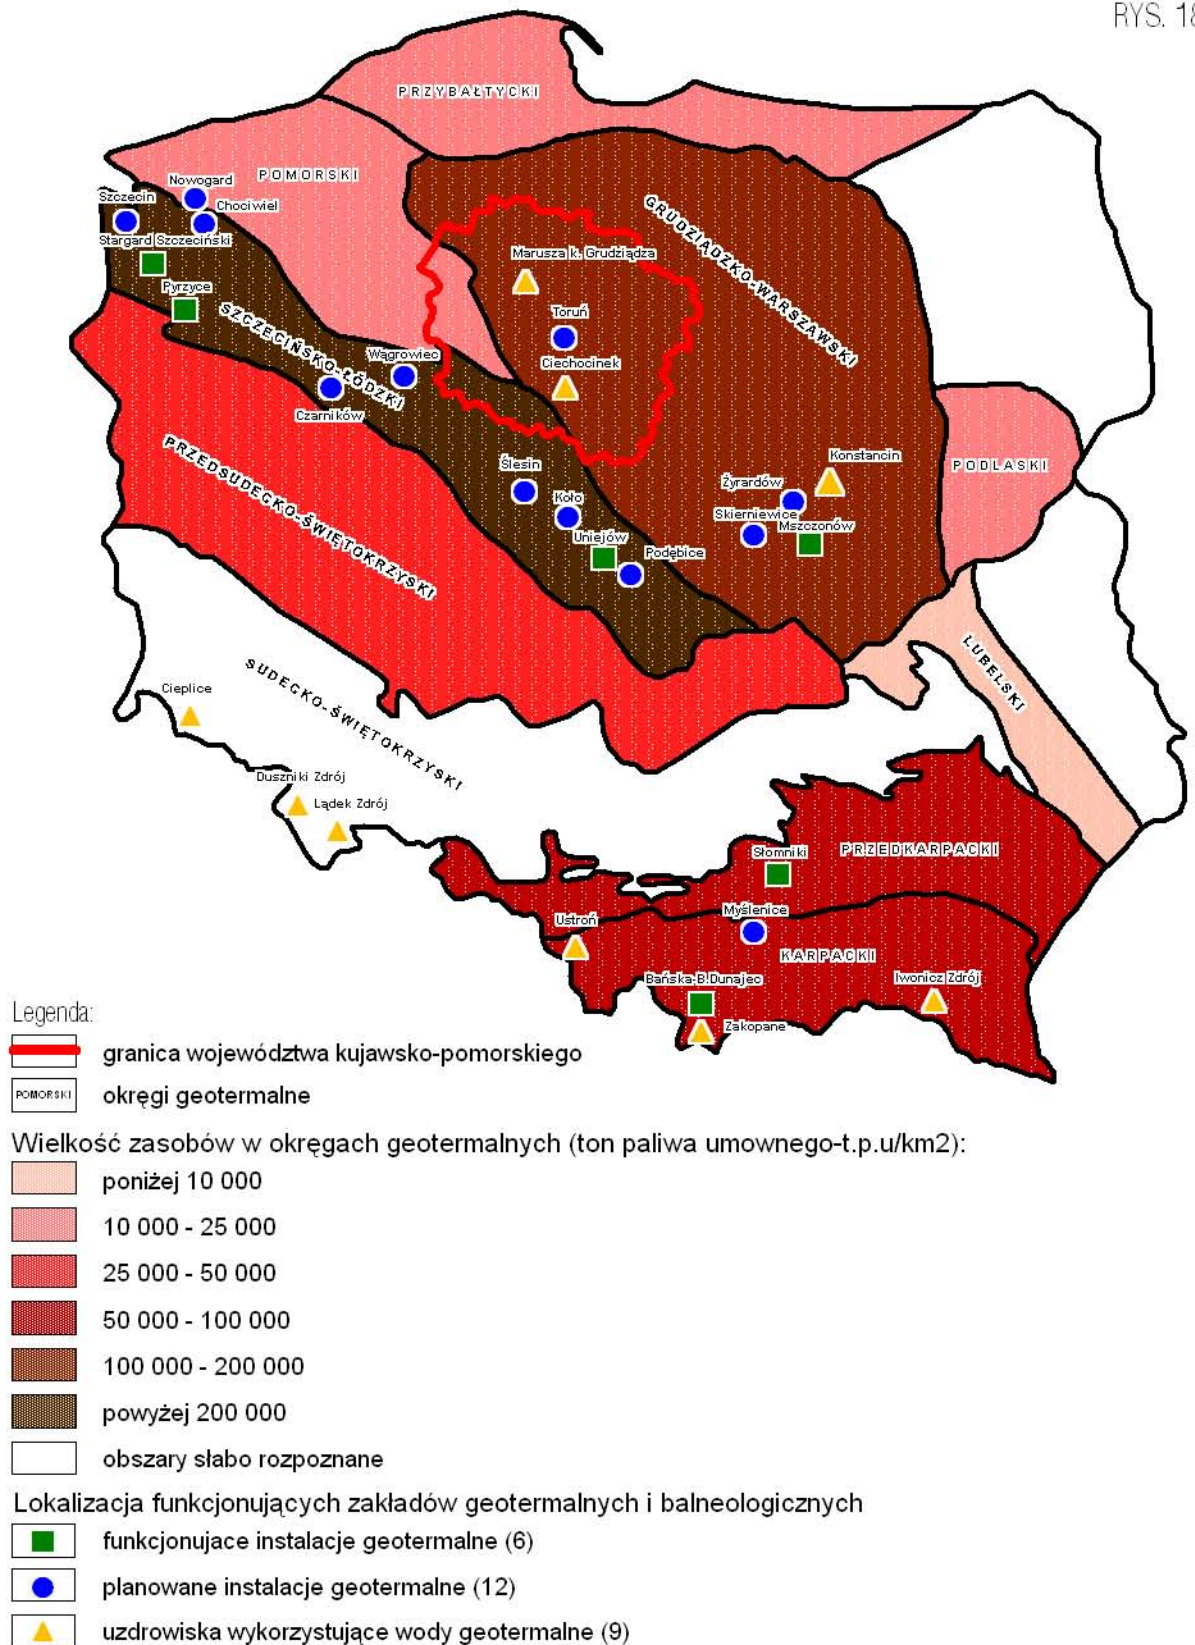 RYS. 18
PRZYBAŁTYCKI
POMORSKI
Nowogard
Szczecin
Chociwiel
Stargard Szczeciński
Pyrzyce
SZCZECIŃSKO-ŁÓDZKI
GRUDZIĄDZKO-WARSZAWSKI
Marusza k. Grudziądza
Toruń
Ciechocinek
Wągrowiec
Czarników
PRZEDSUDECKO-ŚWIĘTOKRZYSKI
Ślesin
Koło
Uniejów
Podębice
Konstancin
Żyrardów
Skierniewice
Mszczonów
PODLASKI
LUBELSKI
SUDECKO-ŚWIĘTOKRZYSKI
Cieplice
Duszniki Zdrój
Lądek Zdrój
Słomniki
PRZEDKARPACKI
Ustroń
Myślenice
KARPACKI
Bańska-B.Dunajec
Iwonicz Zdrój
Zakopane
Legenda:
granica województwa kujawsko-pomorskiego
POMORSKI okręgi geotermalne
Wielkość zasobów w okręgach geotermalnych (ton paliwa umownego-t.p.u/km2):
poniżej 10 000
10 000 - 25 000
25 000 - 50 000
50 000 - 100 000
100 000 - 200 000
powyżej 200 000
obszary słabo rozpoznane
Lokalizacja funkcjonujących zakładów geotermalnych i balneologicznych
funkcjonujace instalacje geotermalne (6)
planowane instalacje geotermalne (12)
uzdrowiska wykorzystujące wody geotermalne (9)